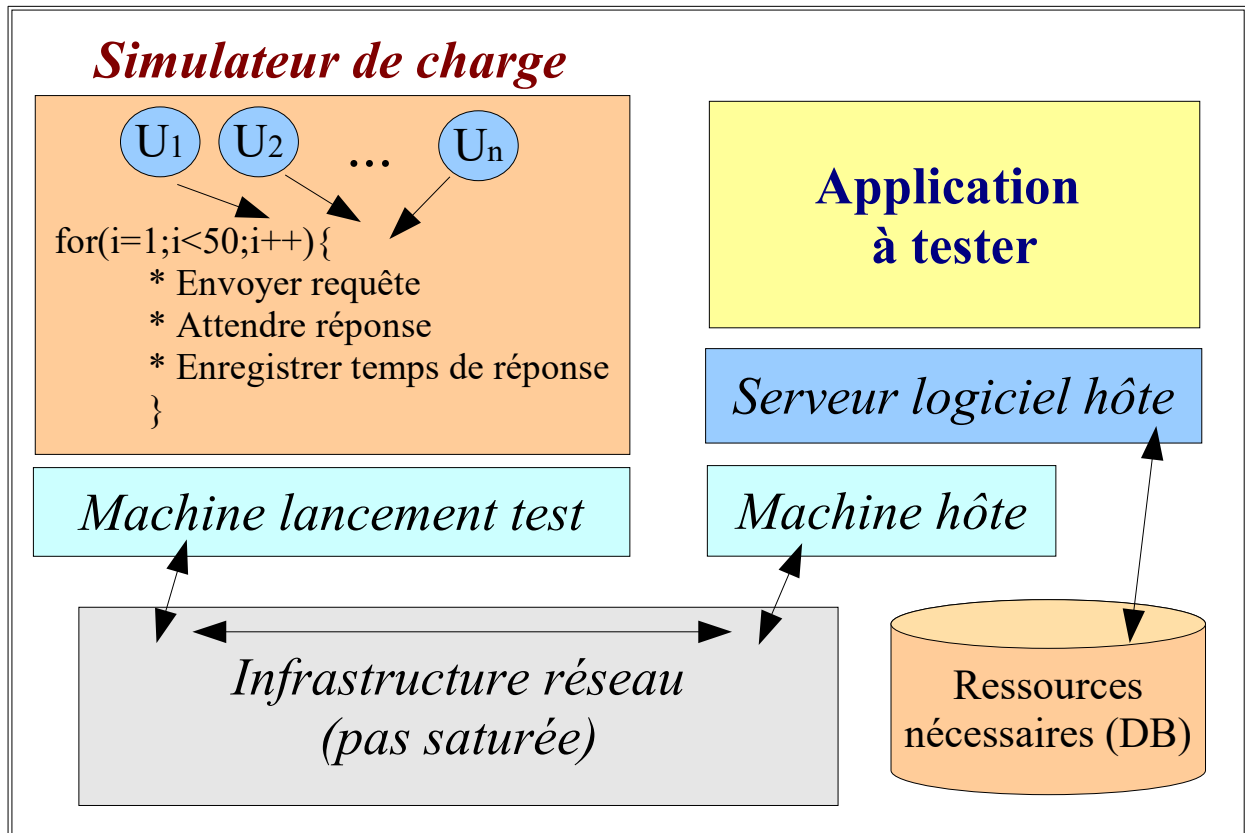 Simulateur de charge
U1 U2 ... Un
for(i=1;i<50;i++){
* Envoyer requête
* Attendre réponse
* Enregistrer temps de réponse
}
Machine lancement test
Application
à tester
Serveur logiciel hôte
Machine hôte
Infrastructure réseau
(pas saturée)
Ressources
nécessaires (DB)